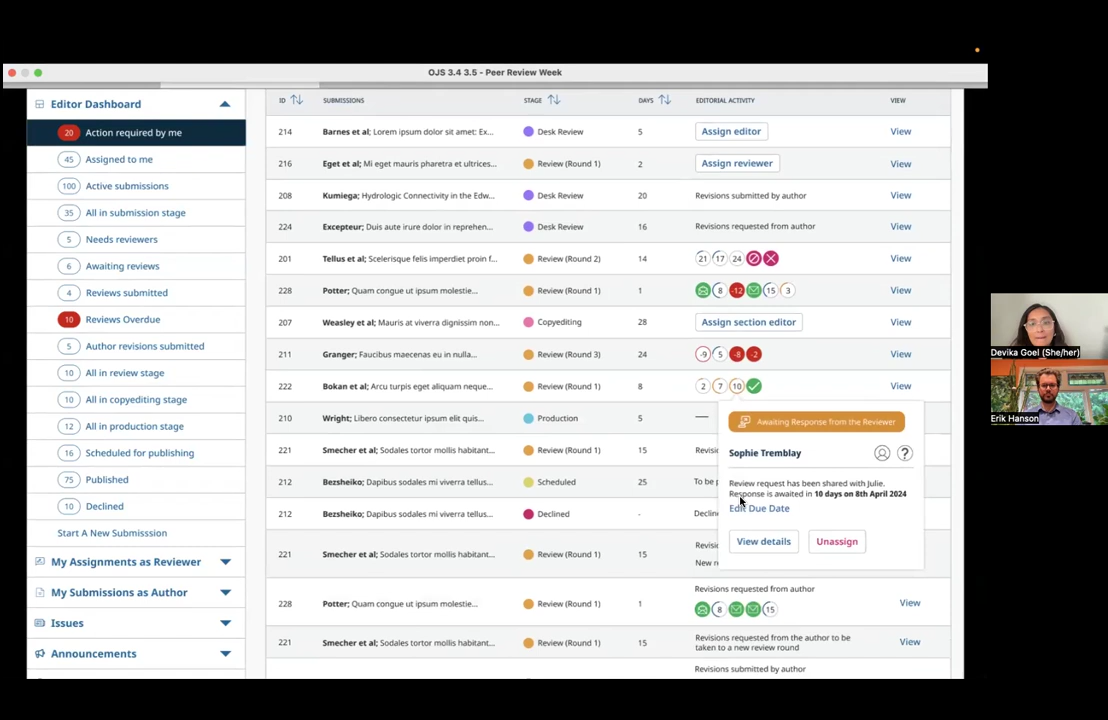 OJS 3.4 3.5 - Peer Review Week
Editor Dashboard
20 Action required by me
45 Assigned to me
100 Active submissions
35 All in submission stage
5 Needs reviewers
6 Awaiting reviews
4 Reviews submitted
10 Reviews Overdue
5 Author revisions submitted
10 All in review stage
10 All in copyediting stage
12 All in production stage
16 Scheduled for publishing
75 Published
10 Declined
Start A New Submisssion
My Assignments as Reviewer
My Submissions as Author
Issues
Announcements
ID SUBMISSIONS STAGE DAYS EDITORIAL ACTIVITY VIEW
214 Barnes et al; Lorem ipsum dolor sit amet: Ex... Desk Review 5 Assign editor View
216 Eget et al; Mi eget mauris pharetra et ultrices... Review (Round 1) 2 Assign reviewer View
208 Kumiega; Hydrologic Connectivity in the Edw... Desk Review 20 Revisions submitted by author View
224 Excepteur; Duis aute irure dolor in reprehen... Desk Review 16 Revisions requested from author View
201 Tellus et al; Scelerisque felis imperdiet proin f... Review (Round 2) 14 21 17 24 View
228 Potter; Quam congue ut ipsum molestie... Review (Round 1) 1 8 -12 15 3 View
207 Weasley et al; Mauris at viverra dignissim non... Copyediting 28 Assign section editor View
211 Granger; Faucibus maecenas eu in nulla... Review (Round 3) 24 -9 5 -8 -2 View
222 Bokan et al; Arcu turpis eget aliquam neque... Review (Round 1) 8 2 7 10 View
210 Wright; Libero consectetur ipsum elit quis... Production 5 —
221 Smecher et al; Sodales tortor mollis habitant... Review (Round 1) 15 Revisi
212 Bezsheiko; Dapibus sodales mi viverra tellus... Scheduled 25 To be p
212 Bezsheiko; Dapibus sodales mi viverra tellus... Declined - Declin
221 Smecher et al; Sodales tortor mollis habitant... Review (Round 1) 15 Revisi
New r
Awaiting Response from the Reviewer
Sophie Tremblay ?
Review request has been shared with Julie.
Response is awaited in 10 days on 8th April 2024
Edit Due Date
View details Unassign
Revisions requested from author
228 Potter; Quam congue ut ipsum molestie... Review (Round 1) 1 8 15 View
221 Smecher et al; Sodales tortor mollis habitant... Review (Round 1) 15 Revisions requested from the author to be View
taken to a new review round
Revisions submitted by author
Devika Goel (She/her)
Erik Hanson